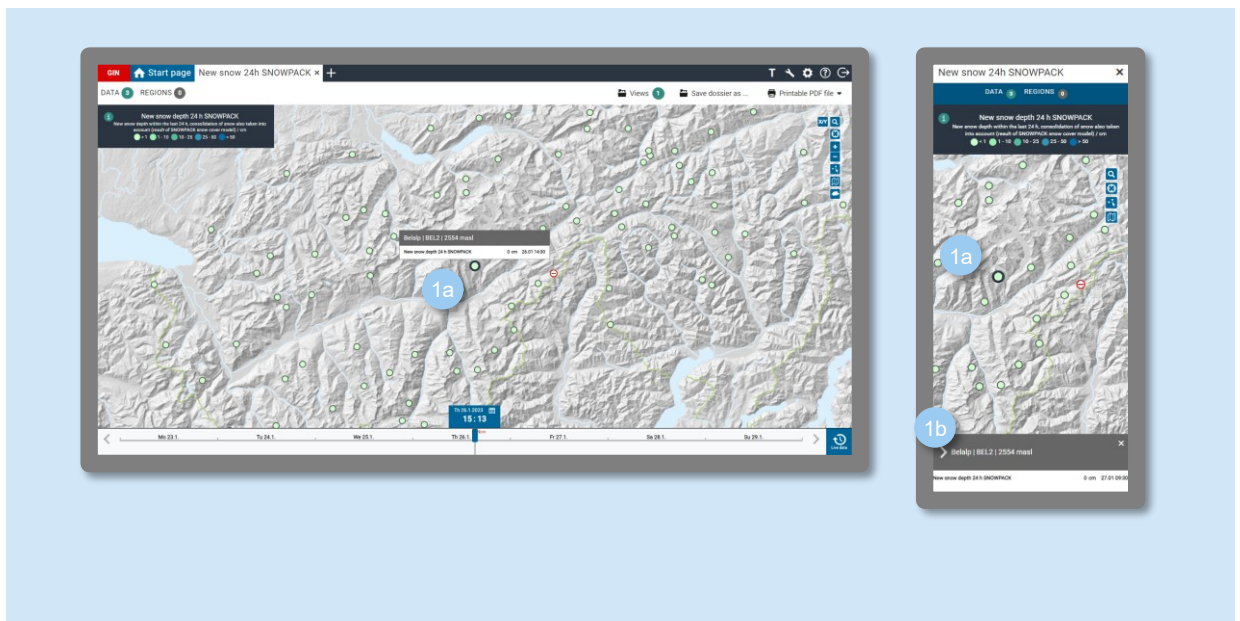 GIN Start page New snow 24h SNOWPACK × +
DATA 3 REGIONS 0 Views 1 Save dossier as ... Printable PDF file
1 New snow depth 24 h SNOWPACK
New snow depth within the last 24 h, consolidation of snow also taken into
account (result of SNOWPACK snow cover model) / cm
< 1 1 - 10 10 - 25 25 - 50 > 50
X/Y
Belalp | BEL2 | 2554 masl
New snow depth 24 h SNOWPACK 0 cm 26.01 14:00
1a
Th 26.1.2023
15:13
Mo 23.1. Tu 24.1. We 25.1. Th 26.1. Now Fr 27.1. Sa 28.1. Su 29.1.
Live data
New snow 24h SNOWPACK ×
DATA 3 REGIONS 0
1 New snow depth 24 h SNOWPACK
New snow depth within the last 24 h, consolidation of snow also taken
into account (result of SNOWPACK snow cover model) / cm
< 1 1 - 10 10 - 25 25 - 50 > 50
1a
1b
Belalp | BEL2 | 2554 masl ×
New snow depth 24 h SNOWPACK 0 cm 27.01 09:30